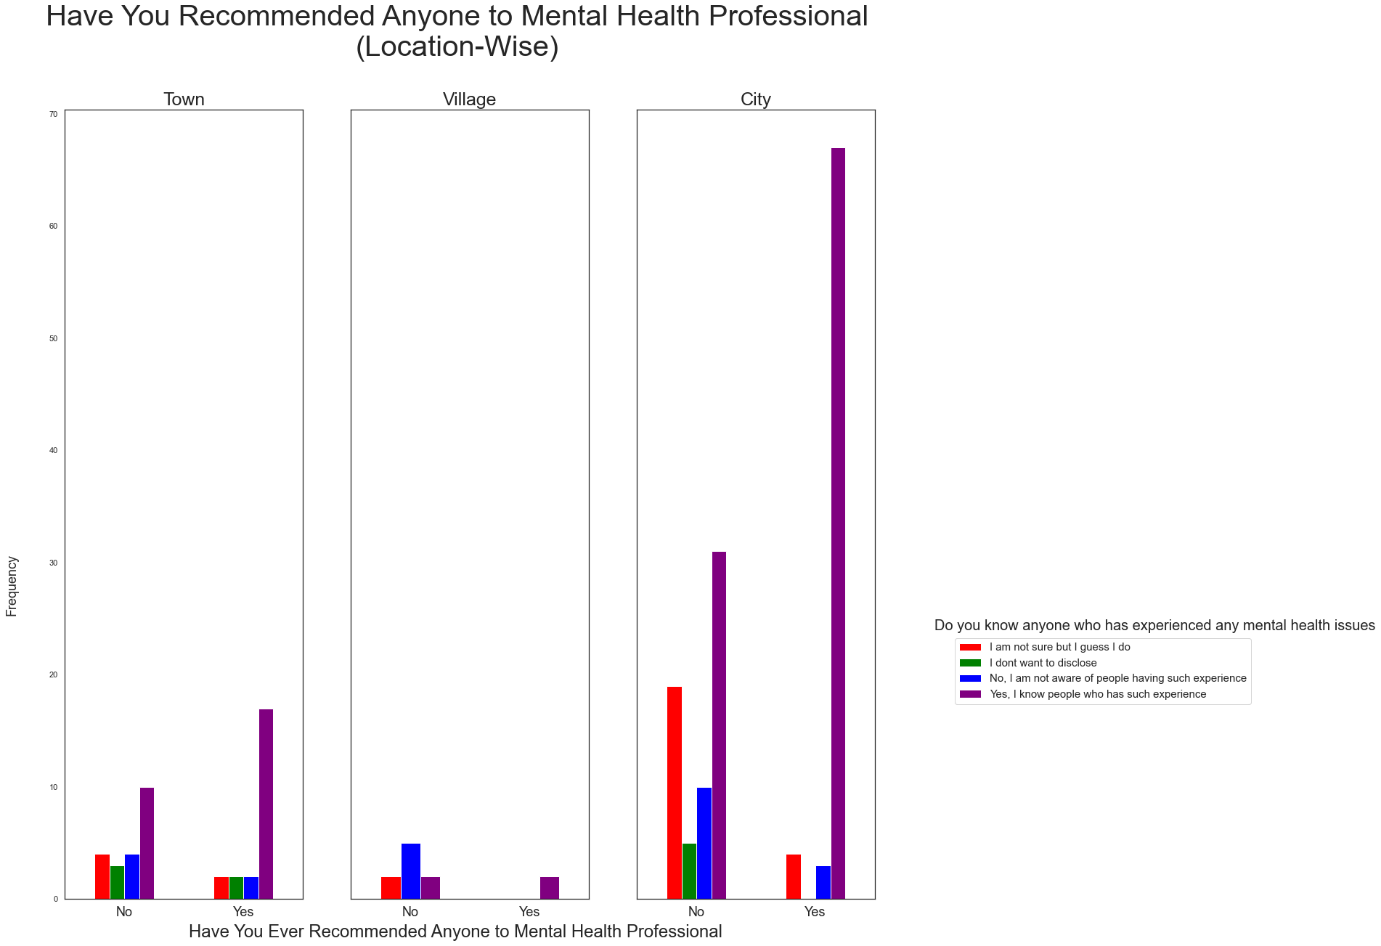 Have You Recommended Anyone to Mental Health Professional
(Location-Wise)
Town
Village
City
70
60
50
40
30
20
10
0
Frequency
No
Yes
No
Yes
No
Yes
Have You Ever Recommended Anyone to Mental Health Professional
Do you know anyone who has experienced any mental health issues
I am not sure but I guess I do
I dont want to disclose
No, I am not aware of people having such experience
Yes, I know people who has such experience